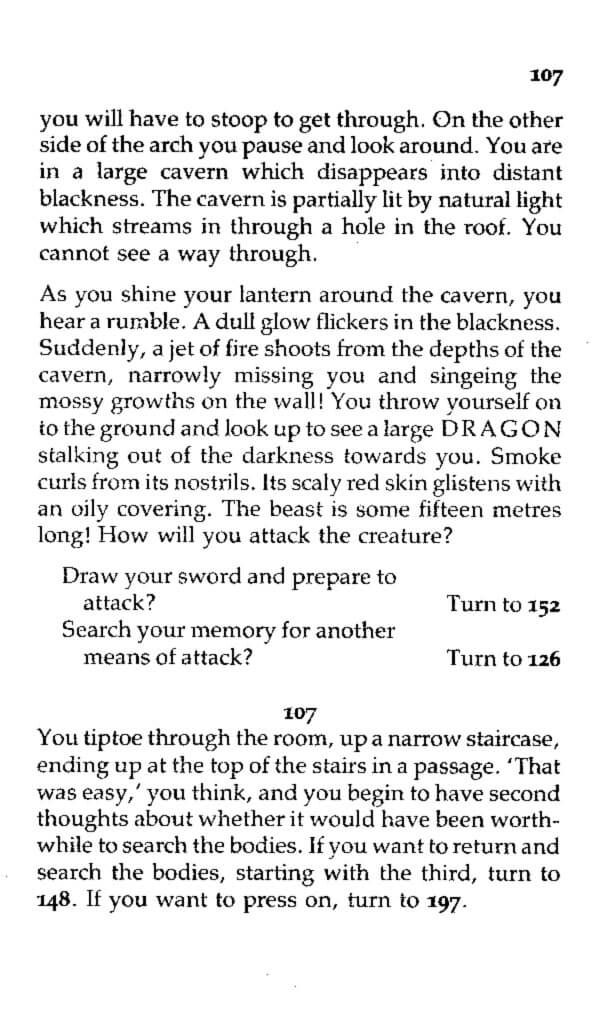 107
you will have to stoop to get through. On the other
side of the arch you pause and look around. You are
in a large cavern which disappears into distant
blackness. The cavern is partially lit by natural light
which streams in through a hole in the roof. You
cannot see a way through.
As you shine your lantern around the cavern, you
hear a rumble. A dull glow flickers in the blackness.
Suddenly, a jet of fire shoots from the depths of the
cavern, narrowly missing you and singeing the
mossy growths on the wall! You throw yourself on
to the ground and look up to see a large DRAGON
stalking out of the darkness towards you. Smoke
curls from its nostrils. Its scaly red skin glistens with
an oily covering. The beast is some fifteen metres
long! How will you attack the creature?
Draw your sword and prepare to
attack? Turn to 152
Search your memory for another
means of attack? Turn to 126
107
You tiptoe through the room, up a narrow staircase,
ending up at the top of the stairs in a passage. ‘That
was easy,’ you think, and you begin to have second
thoughts about whether it would have been worth-
while to search the bodies. If you want to return and
search the bodies, starting with the third, turn to
148. If you want to press on, turn to 197.